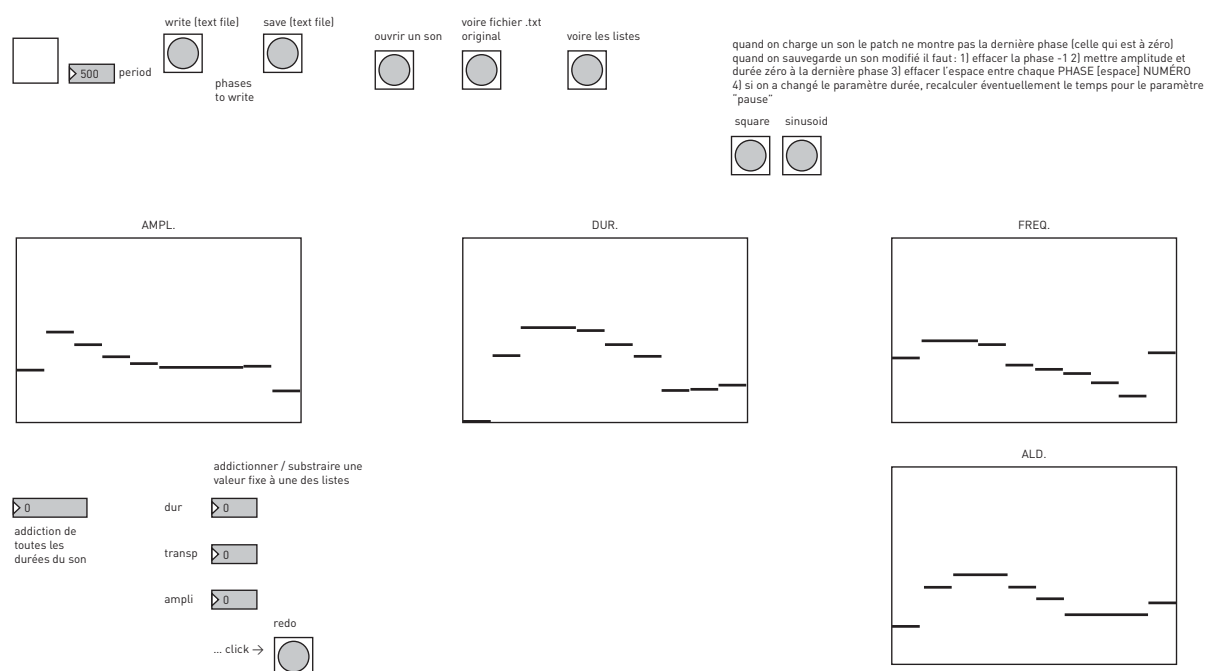 write (text file)
save (text file)
500
period
phases
to write
ouvrir un son
voire fichier .txt
original
voire les listes
quand on charge un son le patch ne montre pas la dernière phase (celle qui est à zéro)
quand on sauvegarde un son modifié il faut: 1) effacer la phase -1 2) mettre amplitude et
durée zéro à la dernière phase 3) effacer l'espace entre chaque PHASE [espace] NUMÉRO
4) si on a changé le paramètre durée, recalculer éventuellement le temps pour le paramètre
"pause"
square
sinusoid
AMPL.
DUR.
FREQ.
ALD.
0
addiction de
toutes les
durées du son
addictionner / substraire une
valeur fixe à une des listes
dur
0
transp
0
ampli
0
redo
... click →